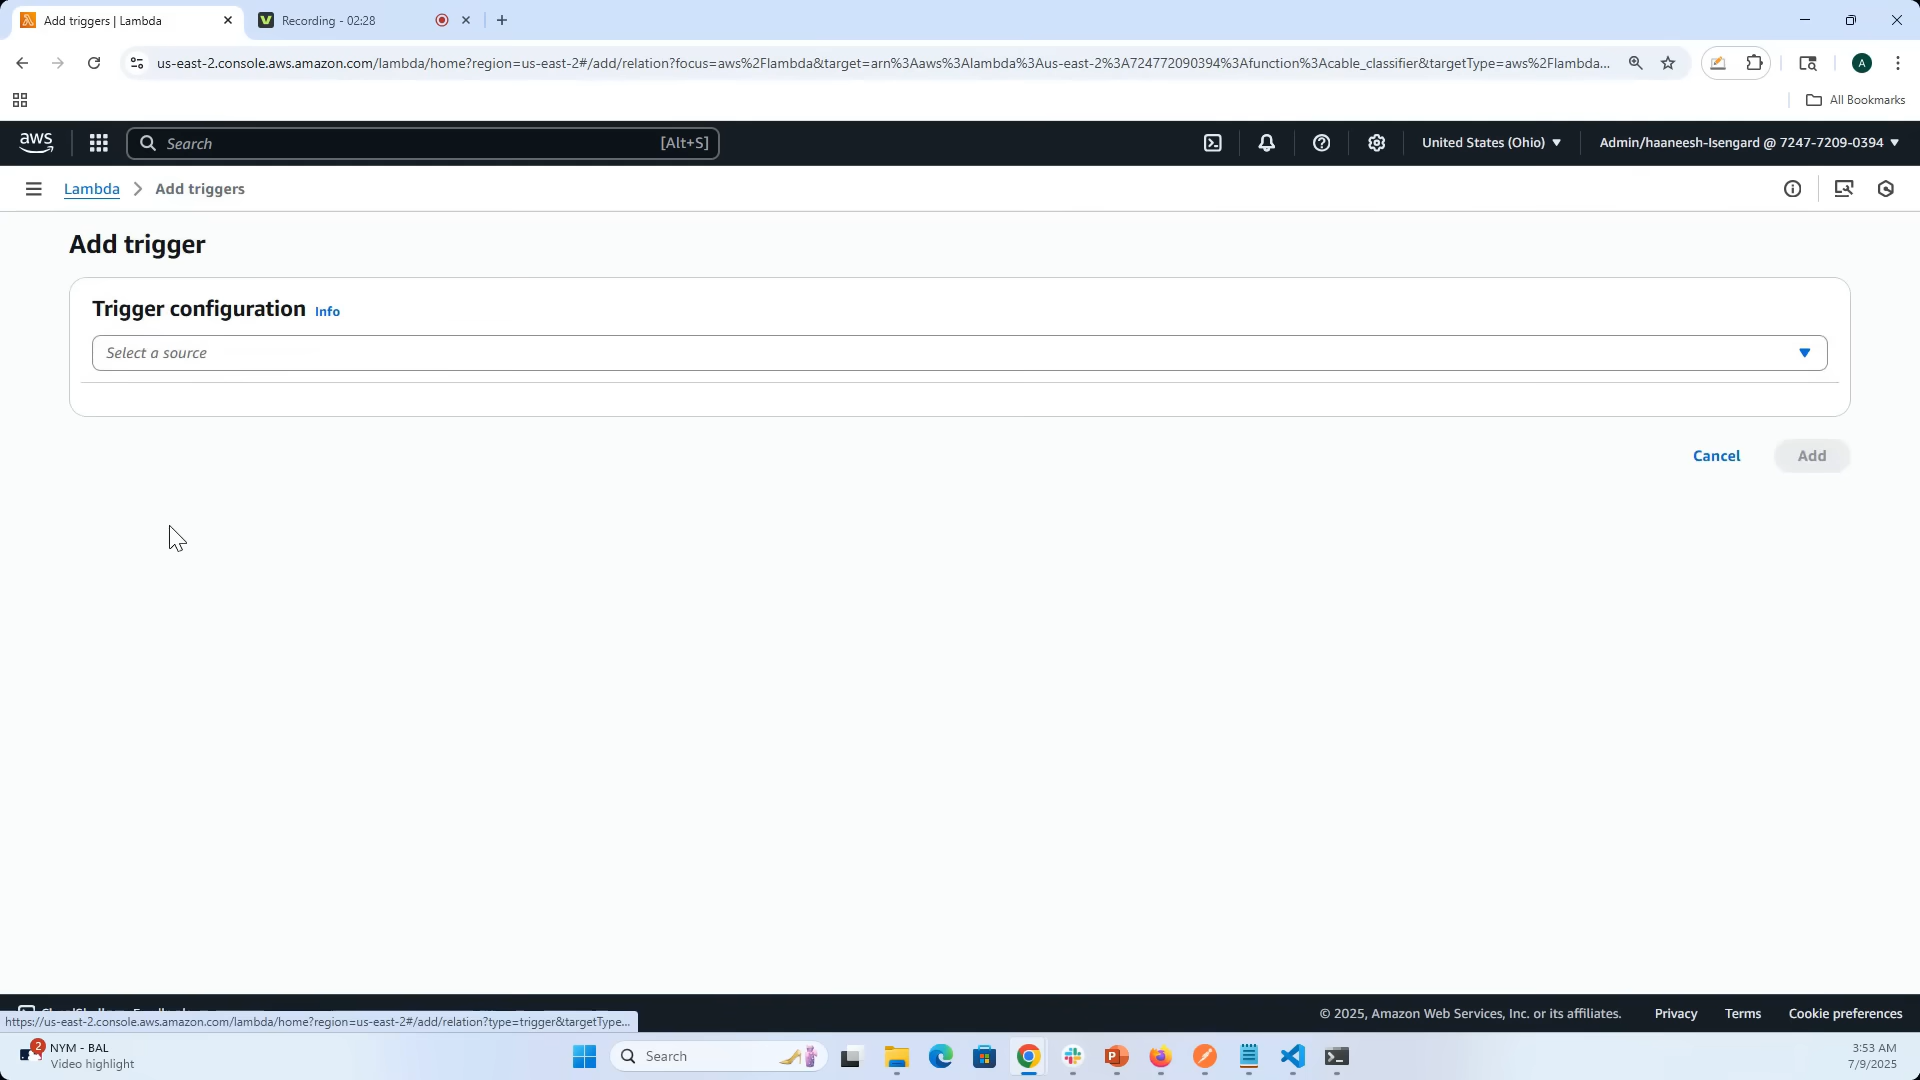 Add triggers | Lambda
Recording - 02:28
us-east-2.console.aws.amazon.com/lambda/home?region=us-east-2#/add/relation?focus=aws%2Flambda&target=arn%3Aaws%3Alambda%3Aus-east-2%3A724772090394%3Afunction%3Acable_classifier&targetType=aws%2Flambda...
A
All Bookmarks
aws
Search
[Alt+S]
United States (Ohio)
Admin/haaneesh-Isengard @ 7247-7209-0394
Lambda
Add triggers
Add trigger
Trigger configuration Info
Select a source
Cancel
Add
© 2025, Amazon Web Services, Inc. or its affiliates.
Privacy
Terms
Cookie preferences
https://us-east-2.console.aws.amazon.com/lambda/home?region=us-east-2#/add/relation?type=trigger&targetType...
2
NYM - BAL
Video highlight
Search
3:53 AM
7/9/2025